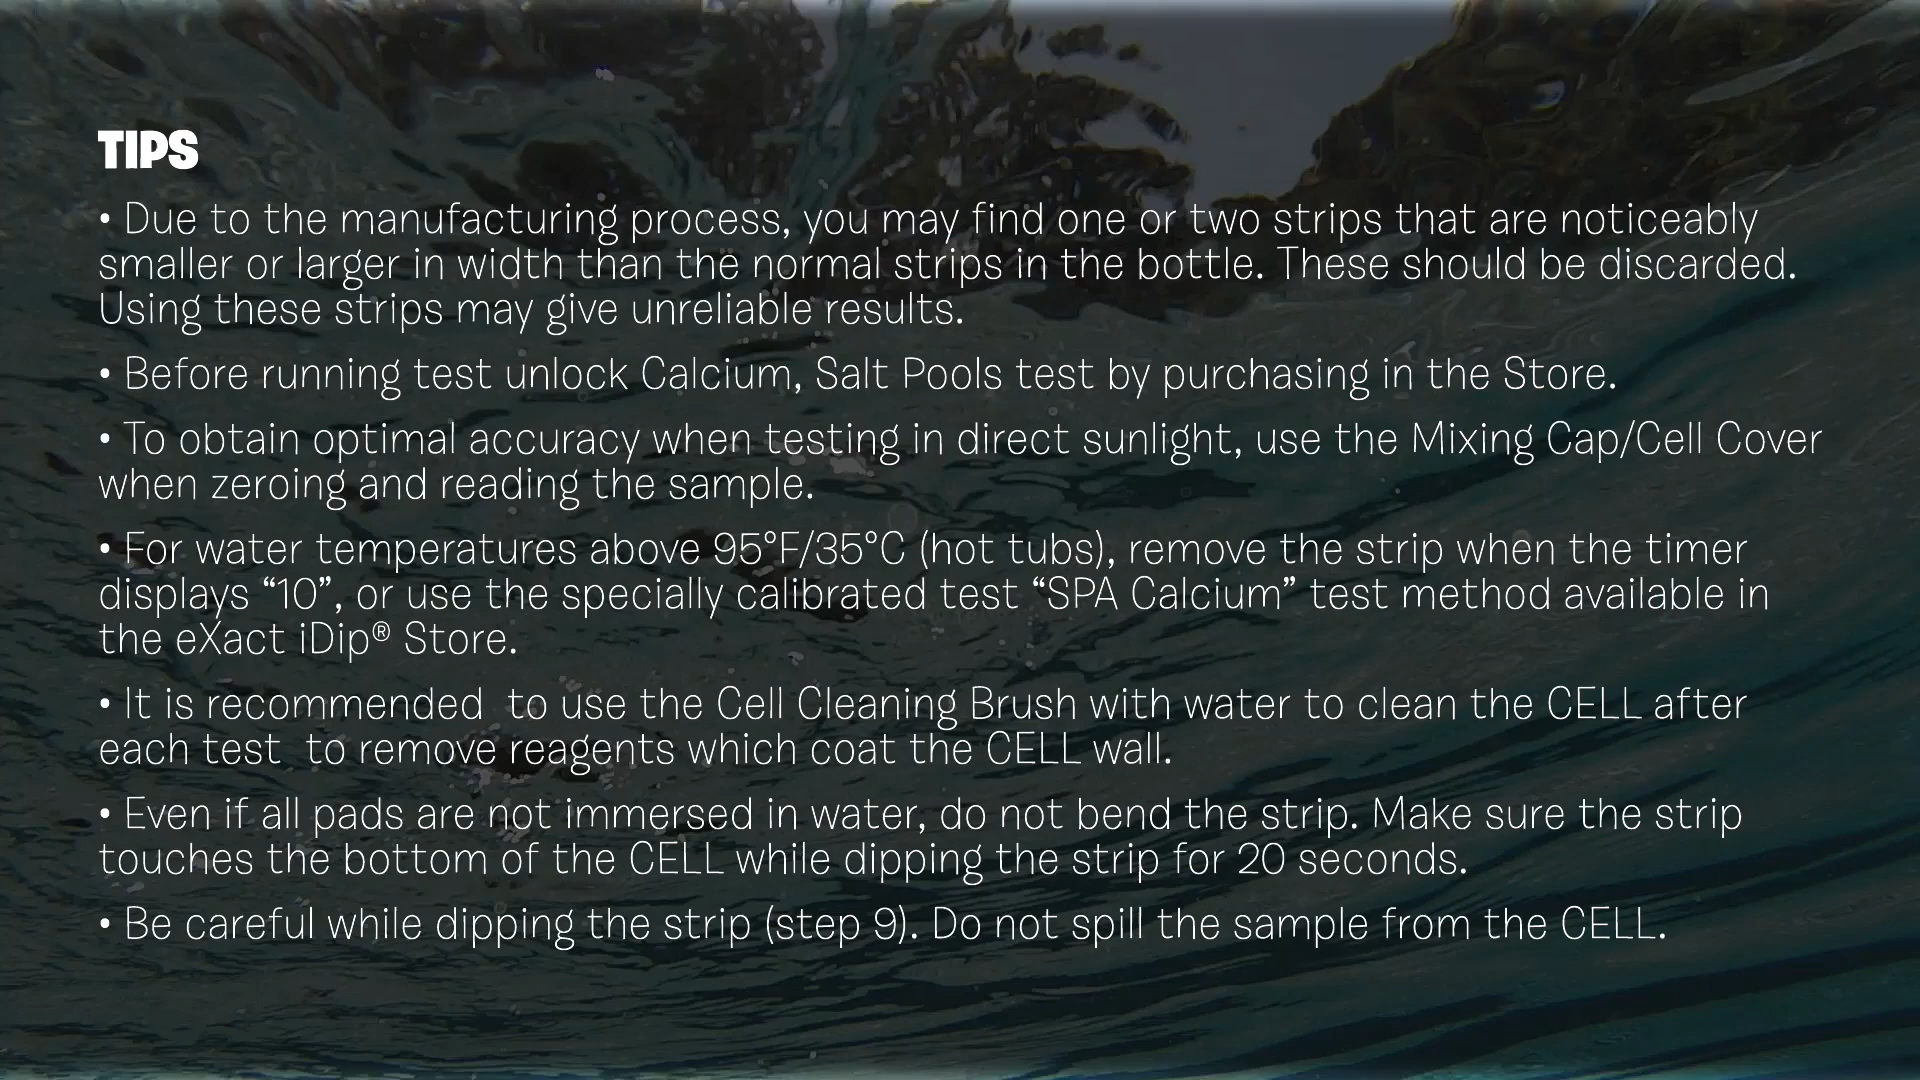 TIPS
• Due to the manufacturing process, you may find one or two strips that are noticeably
smaller or larger in width than the normal strips in the bottle. These should be discarded.
Using these strips may give unreliable results.
• Before running test unlock Calcium, Salt Pools test by purchasing in the Store.
• To obtain optimal accuracy when testing in direct sunlight, use the Mixing Cap/Cell Cover
when zeroing and reading the sample.
• For water temperatures above 95°F/35°C (hot tubs), remove the strip when the timer
displays “10”, or use the specially calibrated test “SPA Calcium” test method available in
the eXact iDip® Store.
• It is recommended  to use the Cell Cleaning Brush with water to clean the CELL after
each test  to remove reagents which coat the CELL wall.
• Even if all pads are not immersed in water, do not bend the strip. Make sure the strip
touches the bottom of the CELL while dipping the strip for 20 seconds.
• Be careful while dipping the strip (step 9). Do not spill the sample from the CELL.